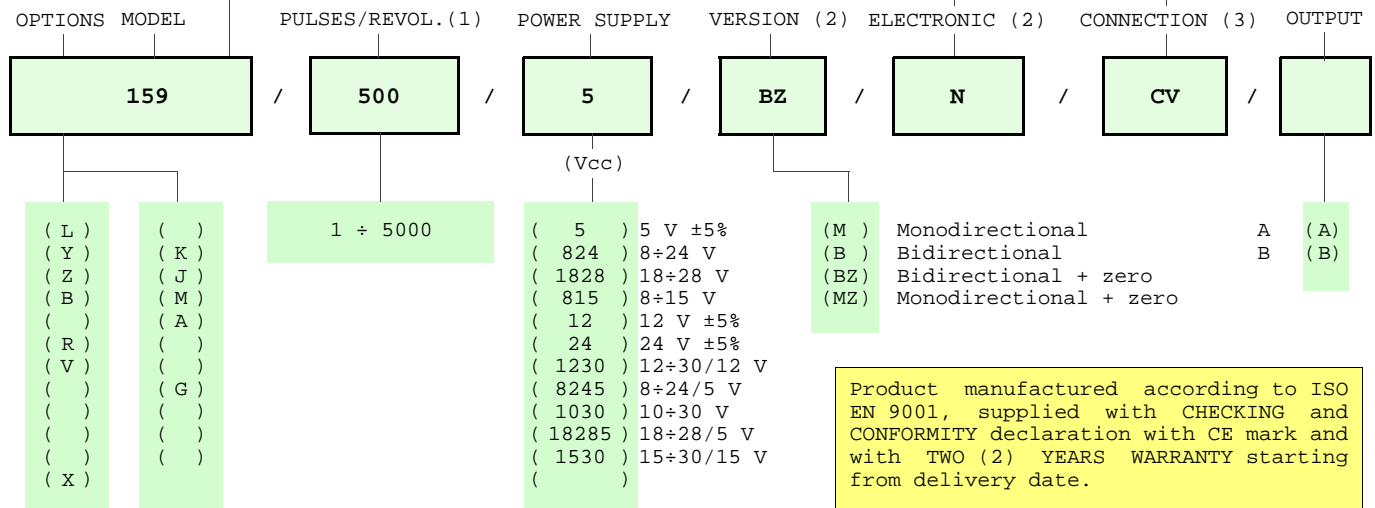 OPTIONS MODEL PULSES/REVOL.(1) POWER SUPPLY VERSION (2) ELECTRONIC (2) CONNECTION (3) OUTPUT
159 / 500 / 5 / BZ / N / CV /
(Vcc)
( L ) ( ) 1 ÷ 5000 ( 5 ) 5 V ±5% (M ) Monodirectional A (A)
( Y ) ( K ) ( 824 ) 8÷24 V (B ) Bidirectional B (B)
( Z ) ( J ) ( 1828 ) 18÷28 V (BZ) Bidirectional + zero
( B ) ( M ) ( 815 ) 8÷15 V (MZ) Monodirectional + zero
( ) ( A ) ( 12 ) 12 V ±5%
( R ) ( ) ( 24 ) 24 V ±5%
( V ) ( ) ( 1230 ) 12÷30/12 V
( ) ( G ) ( 8245 ) 8÷24/5 V
( ) ( ) ( 1030 ) 10÷30 V
( ) ( ) ( 18285 ) 18÷28/5 V
( ) ( ) ( 1530 ) 15÷30/15 V
( X ) ( )
Product manufactured according to ISO
EN 9001, supplied with CHECKING and
CONFORMITY declaration with CE mark and
with TWO (2) YEARS WARRANTY starting
from delivery date.